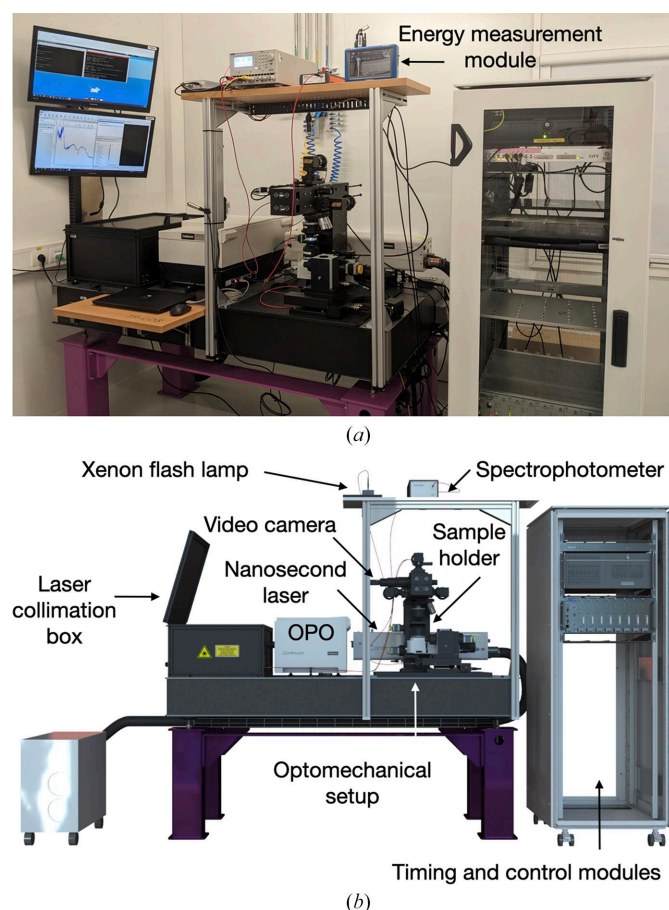 Energy measurement
module
(a)
Xenon flash lamp
Spectrophotometer
Video camera
Sample
holder
Nanosecond
laser
Laser
collimation
box
OPO
Optomechanical
setup
Timing and control modules
(b)